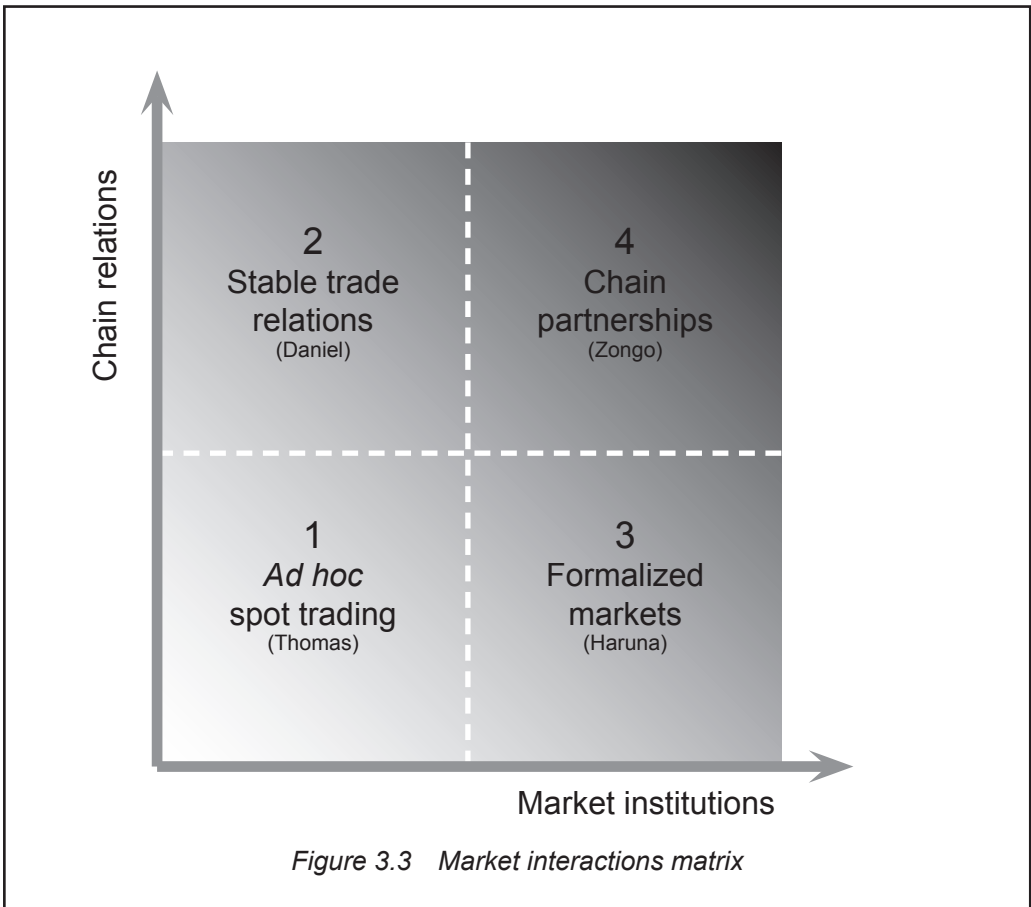 Chain relations
2
Stable trade
relations
(Daniel)
4
Chain
partnerships
(Zongo)
1
Ad hoc
spot trading
(Thomas)
3
Formalized
markets
(Haruna)
Market institutions
Figure 3.3 Market interactions matrix